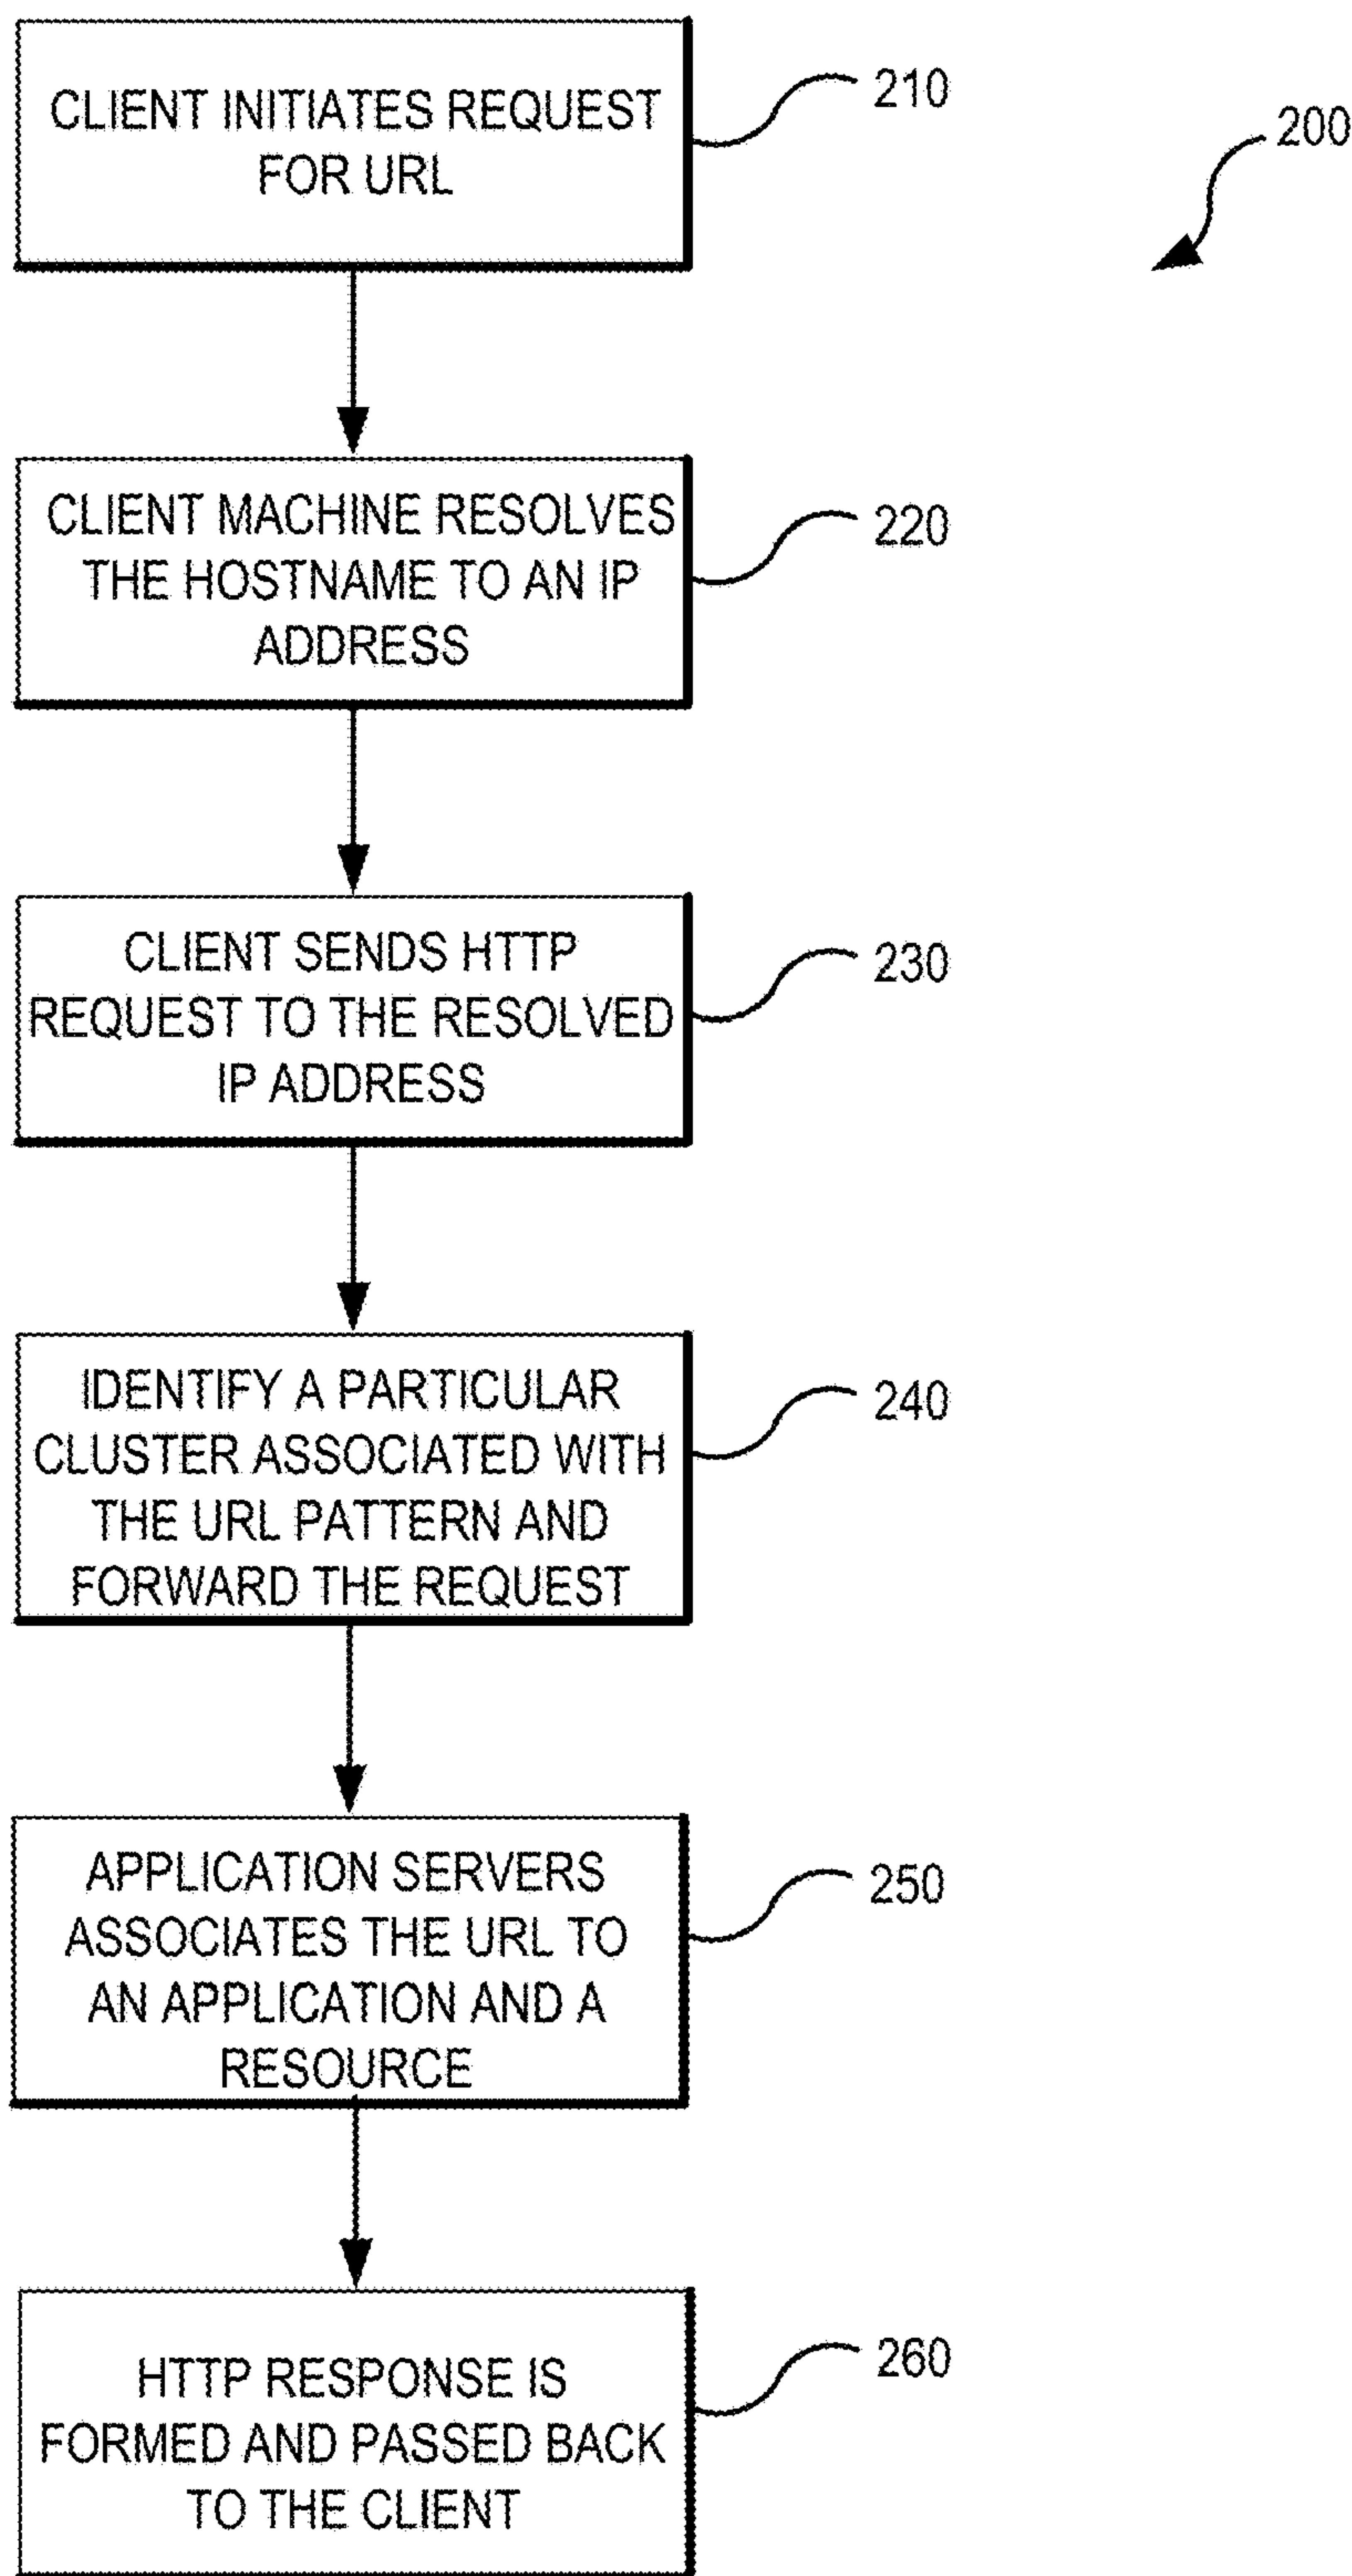 CLIENT INITIATES REQUEST
FOR URL
210
200
CLIENT MACHINE RESOLVES
THE HOSTNAME TO AN IP
ADDRESS
220
CLIENT SENDS HTTP
REQUEST TO THE RESOLVED
IP ADDRESS
230
IDENTIFY A PARTICULAR
CLUSTER ASSOCIATED WITH
THE URL PATTERN AND
FORWARD THE REQUEST
240
APPLICATION SERVERS
ASSOCIATES THE URL TO
AN APPLICATION AND A
RESOURCE
250
HTTP RESPONSE IS
FORMED AND PASSED BACK
TO THE CLIENT
260